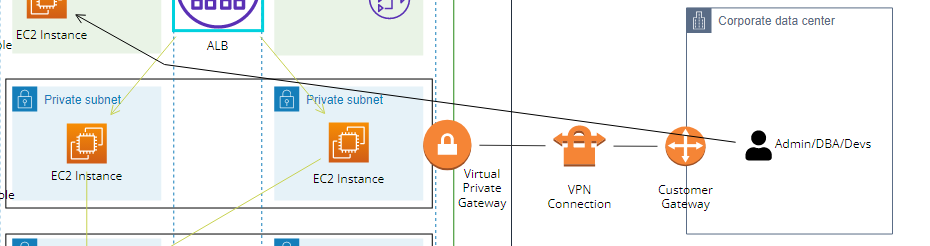 Corporate data center
EC2 Instance
ALB
Private subnet
Private subnet
Admin/DBA/Devs
EC2 Instance
EC2 Instance
Virtual
Private
Gateway
VPN
Connection
Customer
Gateway